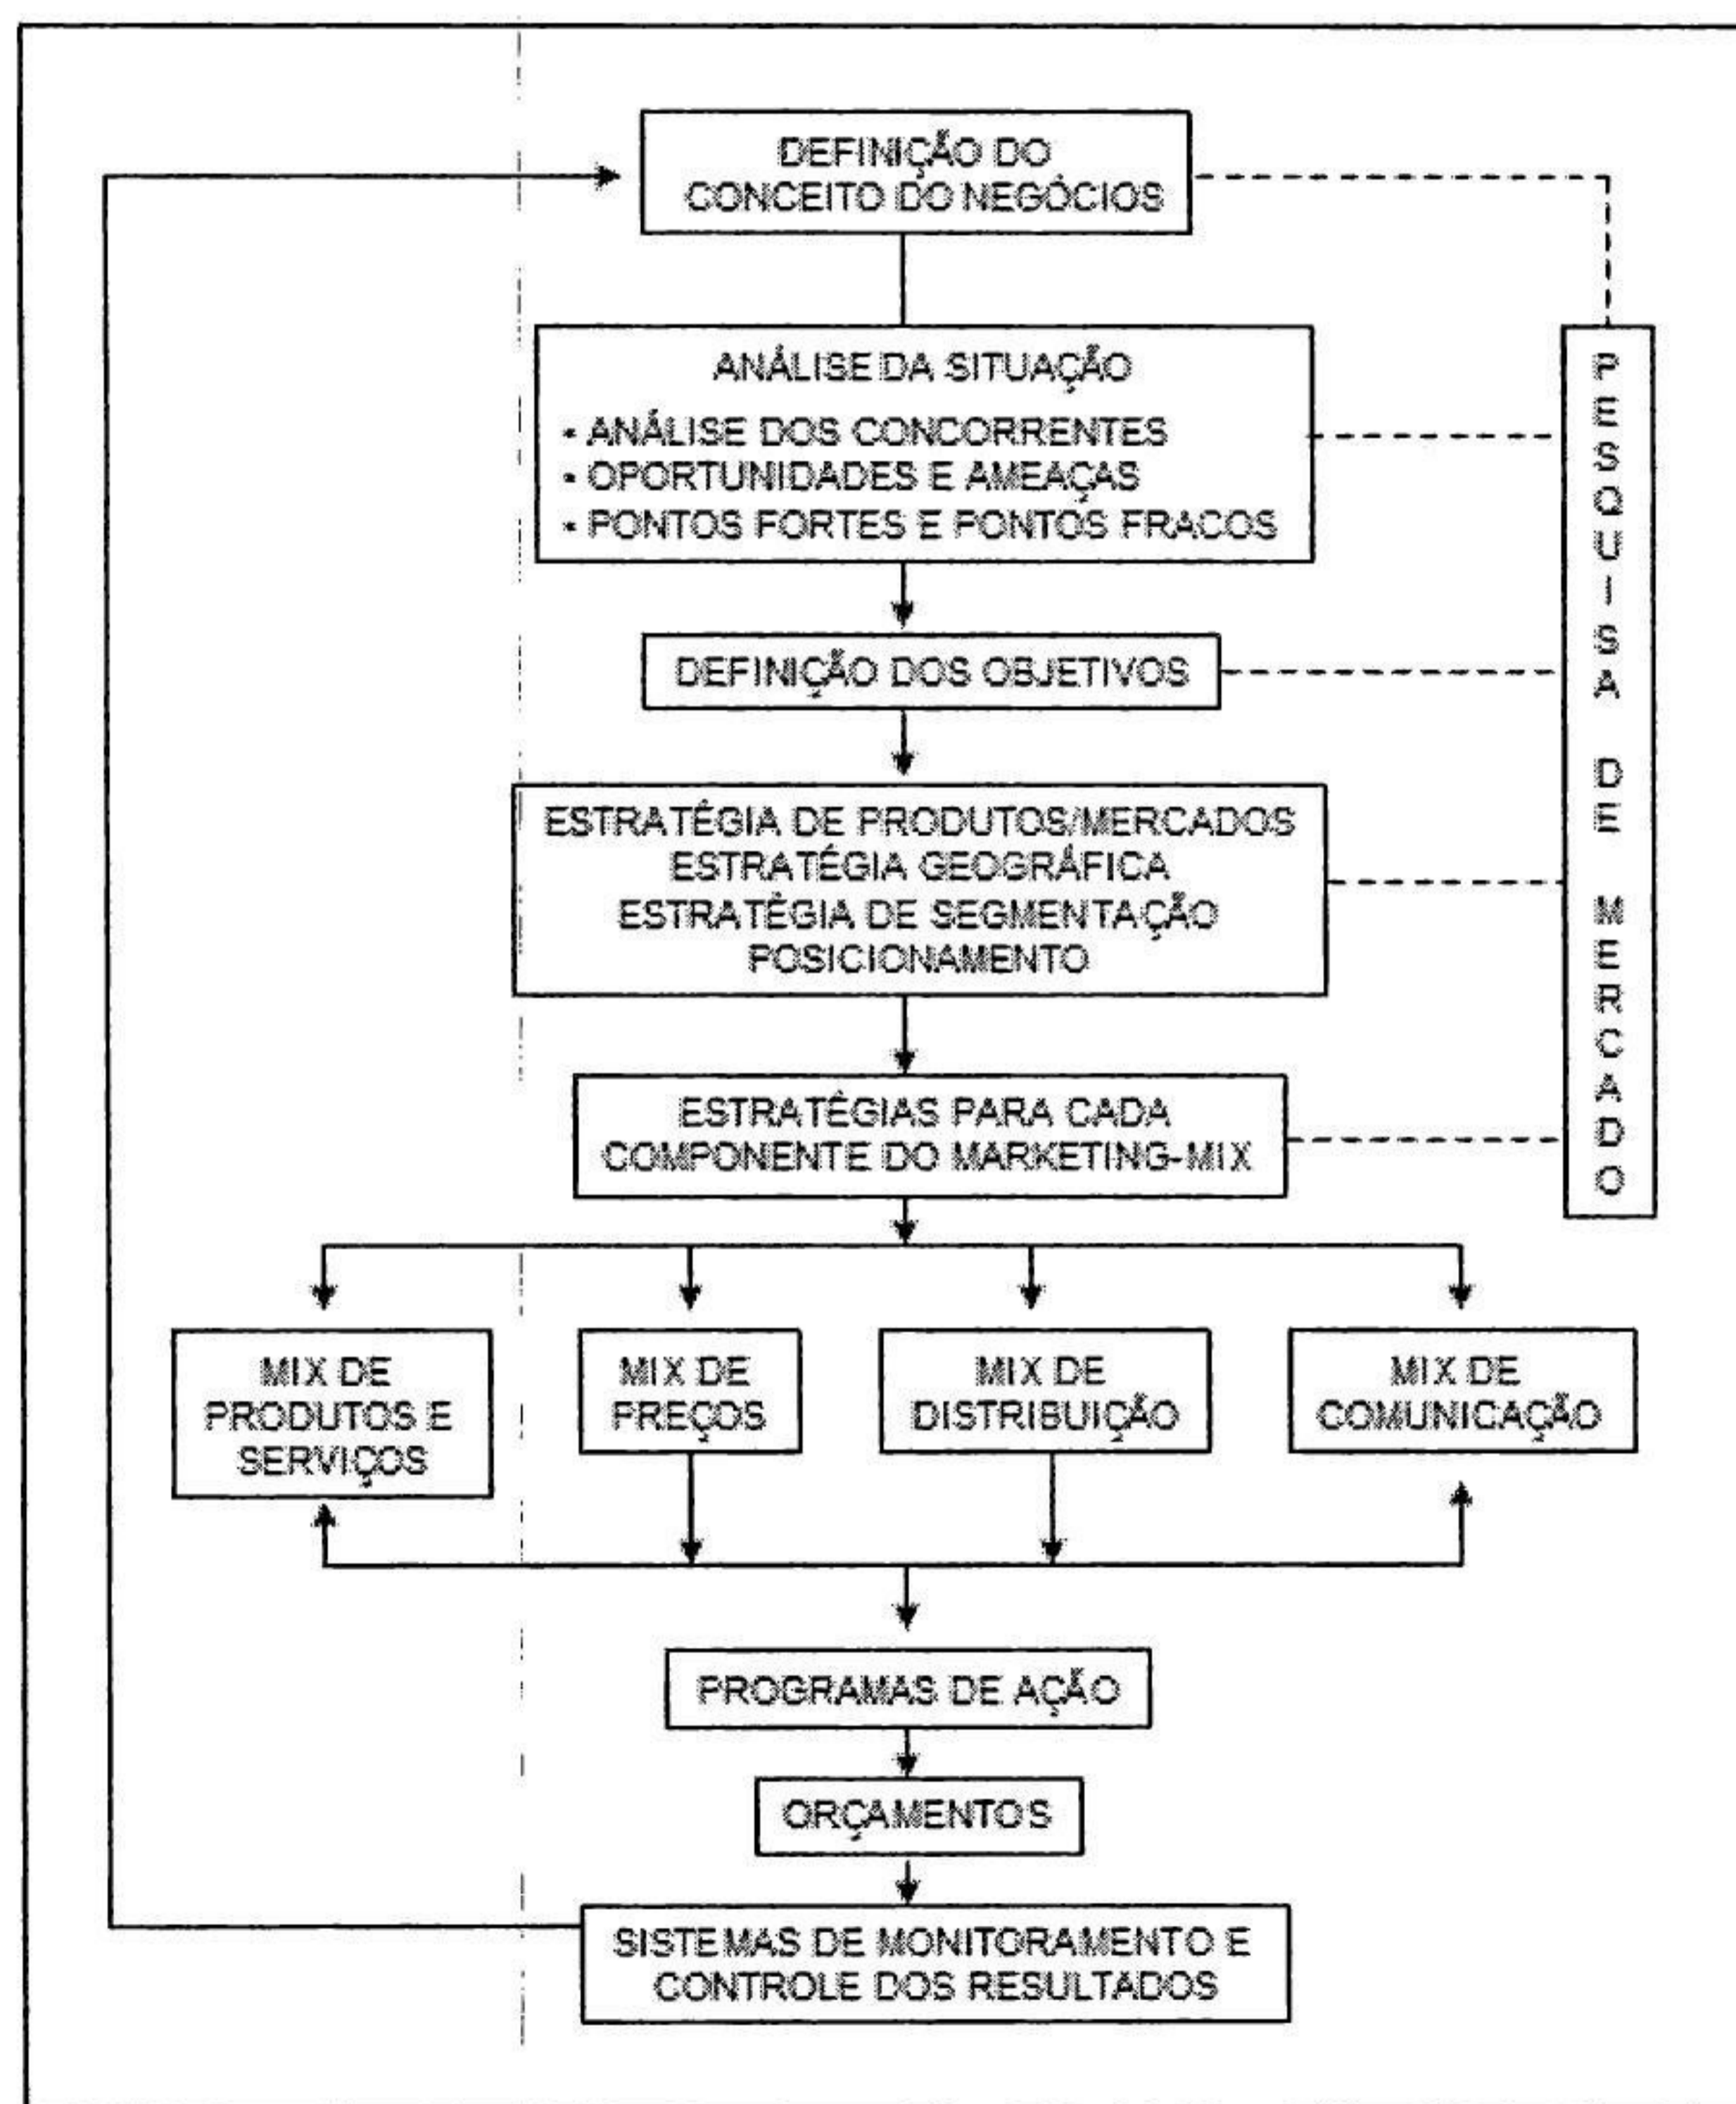 DEFINIÇÃO DO
CONCEITO DO NEGÓCIOS
ANÁLISE DA SITUAÇÃO
• ANÁLISE DOS CONCORRENTES
• OPORTUNIDADES E AMEAÇAS
• PONTOS FORTES E PONTOS FRACOS
DEFINIÇÃO DOS OBJETIVOS
ESTRATÉGIA DE PRODUTOS/MERCADOS
ESTRATÉGIA GEOGRÁFICA
ESTRATÉGIA DE SEGMENTAÇÃO
POSICIONAMENTO
ESTRATÉGIAS PARA CADA
COMPONENTE DO MARKETING-MIX
PESQUISA DE MERCADO
MIX DE
PRODUTOS E
SERVIÇOS
MIX DE
PREÇOS
MIX DE
DISTRIBUIÇÃO
MIX DE
COMUNICAÇÃO
PROGRAMAS DE AÇÃO
ORÇAMENTOS
SISTEMAS DE MONITORAMENTO E
CONTROLE DOS RESULTADOS